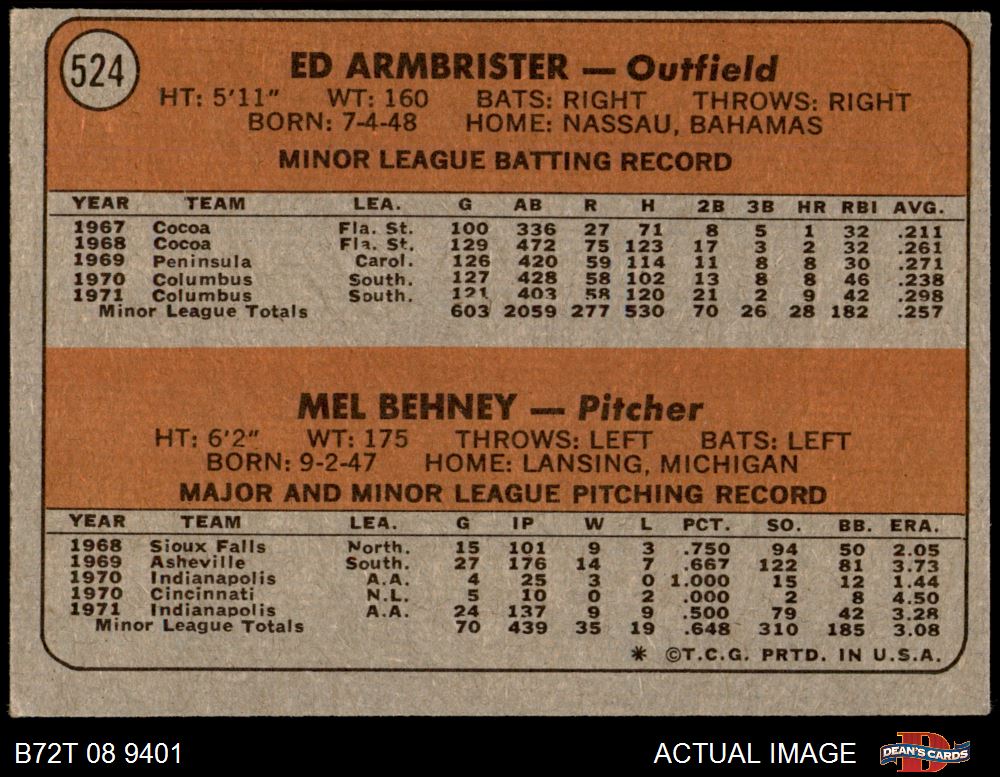 524
ED ARMBRISTER — Outfield
HT: 5'11" WT: 160 BATS: RIGHT THROWS: RIGHT
BORN: 7-4-48 HOME: NASSAU, BAHAMAS
MINOR LEAGUE BATTING RECORD
YEAR TEAM LEA. G AB R H 2B 3B HR RBI AVG.
1967 Cocoa Fla. St. 100 336 27 71 8 5 1 32 .211
1968 Cocoa Fla. St. 129 472 75 123 17 3 2 32 .261
1969 Peninsula Carol. 126 420 59 114 11 8 8 30 .271
1970 Columbus South. 127 428 58 102 13 8 8 46 .238
1971 Columbus South. 121 403 58 120 21 2 9 42 .298
Minor League Totals 603 2059 277 530 70 26 28 182 .257
MEL BEHNEY — Pitcher
HT: 6'2" WT: 175 THROWS: LEFT BATS: LEFT
BORN: 9-2-47 HOME: LANSING, MICHIGAN
MAJOR AND MINOR LEAGUE PITCHING RECORD
YEAR TEAM LEA. G IP W L PCT. SO. BB. ERA.
1968 Sioux Falls North. 15 101 9 3 .750 94 50 2.05
1969 Asheville South. 27 176 14 7 .667 122 81 3.73
1970 Indianapolis A.A. 4 25 3 0 1.000 15 12 1.44
1970 Cincinnati N.L. 5 10 0 2 .000 2 8 4.50
1971 Indianapolis A.A. 24 137 9 9 .500 79 42 3.28
Minor League Totals 70 439 35 19 .648 310 185 3.08
* ©T.C.G. PRTD. IN U.S.A.
B72T 08 9401 ACTUAL IMAGE DEAN'S CARDS